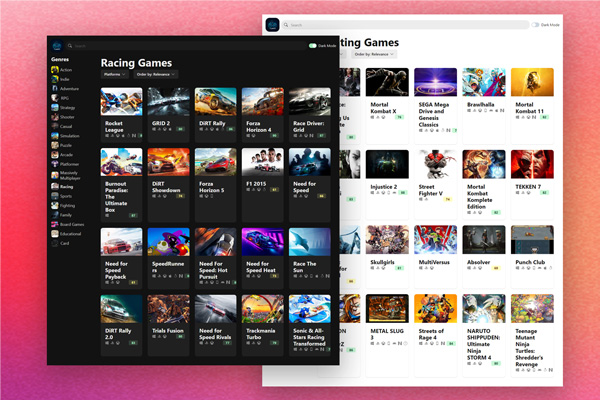 Search
Dark Mode
Genres
Action
Indie
Adventure
RPG
Strategy
Shooter
Casual
Simulation
Puzzle
Arcade
Platformer
Massively
Multiplayer
Racing
Sports
Fighting
Family
Board Games
Educational
Card
Racing Games
Platforms
Order by: Relevance
Rocket
League
GRID 2
DiRT Rally
Forza
Horizon 4
Race Driver:
Grid
Burnout
Paradise: The
Ultimate
Box
DiRT
Showdown
Forza
Horizon 5
F1 2015
Need for
Speed
Need for
Speed
Payback
SpeedRunne
rs
Need For
Speed: Hot
Pursuit
Need for
Speed Heat
Race The
Sun
DiRT Rally
2.0
Trials Fusion
Need for
Speed Rivals
Trackmania
Turbo
Sonic & All-
Stars Racing
Transformed
Search
Dark Mode
ting Games
Order by: Relevance
Mortal
Kombat X
SEGA Mega
Drive and
Genesis
Classics
Brawlhalla
Mortal
Kombat 11
Injustice 2
Street
Fighter V
Mortal
Kombat
Komplete
Edition
TEKKEN 7
Skullgirls
MultiVersus
Absolver
Punch Club
METAL SLUG
3
Streets of
Rage 4
NARUTO
SHIPPUDEN:
Ultimate
Ninja
STORM 4
Teenage
Mutant
Ninja
Turtles:
Shredder's
Revenge